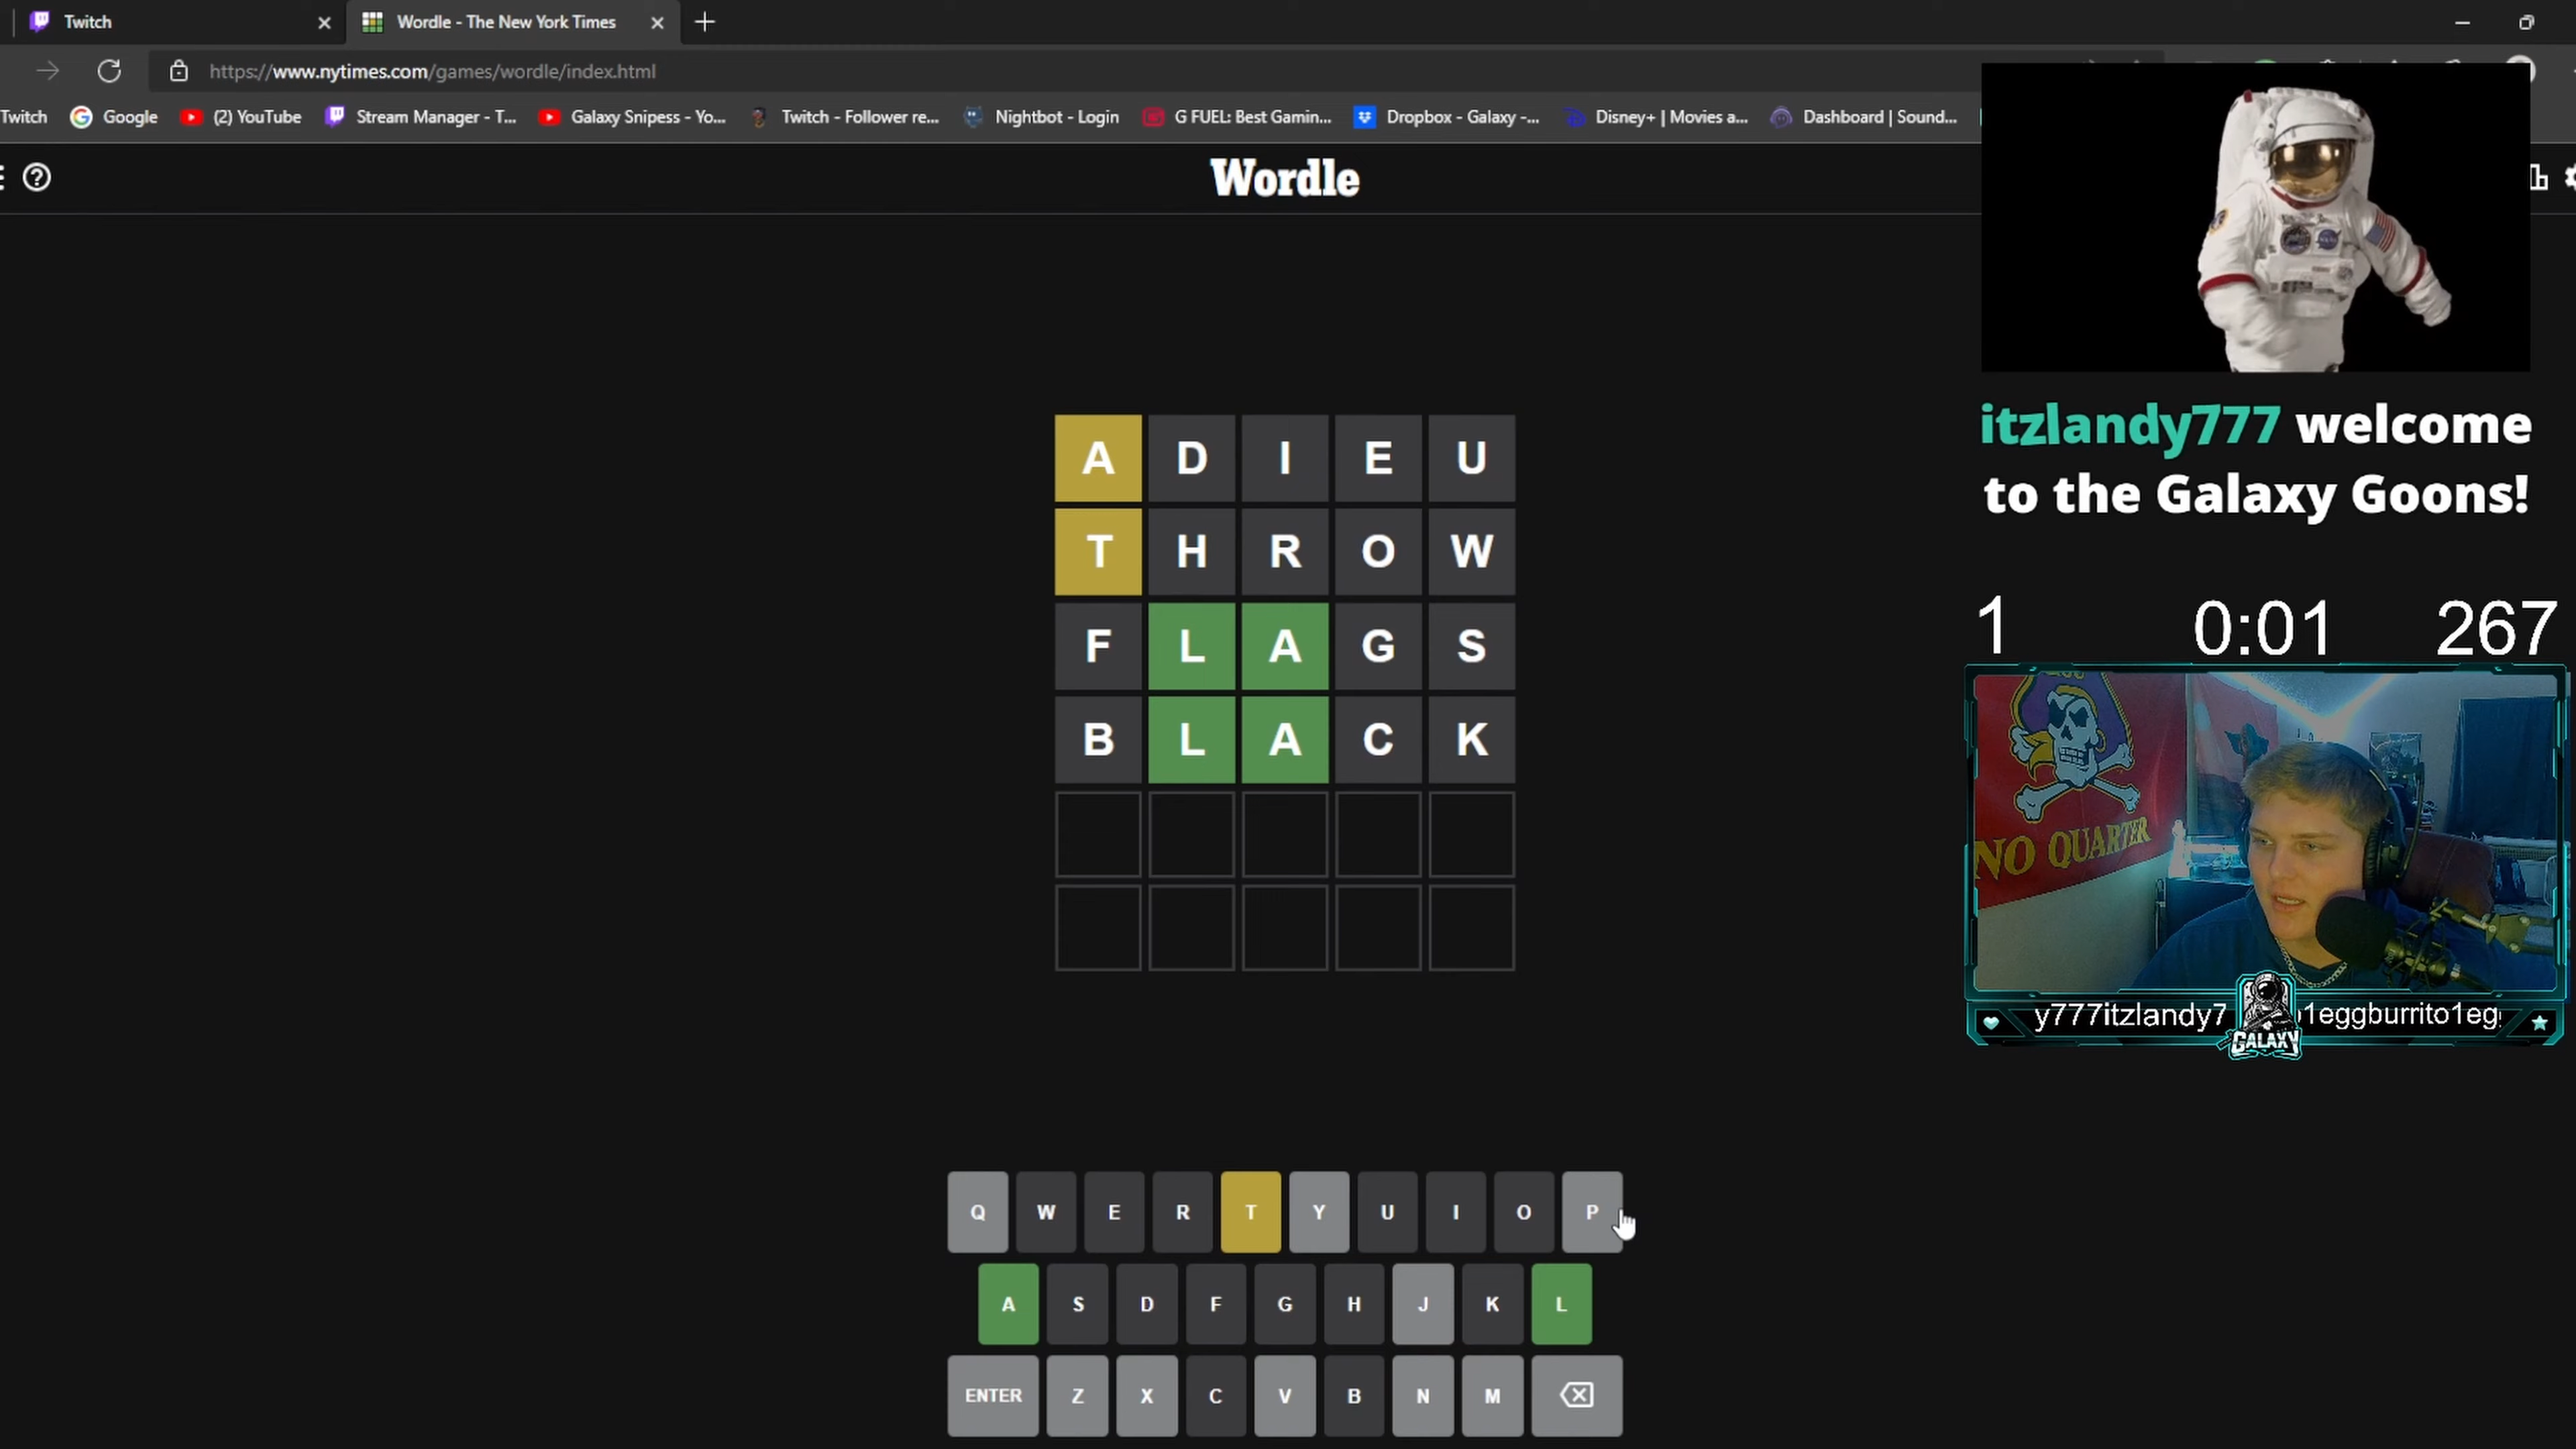 Twitch
Wordle - The New York Times
https://www.nytimes.com/games/wordle/index.html
Twitch
Google
(2) YouTube
Stream Manager - T...
Galaxy Snipess - Yo...
Twitch - Follower re...
Nightbot - Login
G FUEL: Best Gamin...
Dropbox - Galaxy -...
Disney+ | Movies a...
Dashboard | Sound...
Wordle
A D I E U
T H R O W
F L A G S
B L A C K
itzlandy777 welcome
to the Galaxy Goons!
1 0:01 267
NO QUARTER
y777itzlandy7
1eggburrito1eg
GALAXY
Q W E R T Y U I O P
A S D F G H J K L
ENTER Z X C V B N M